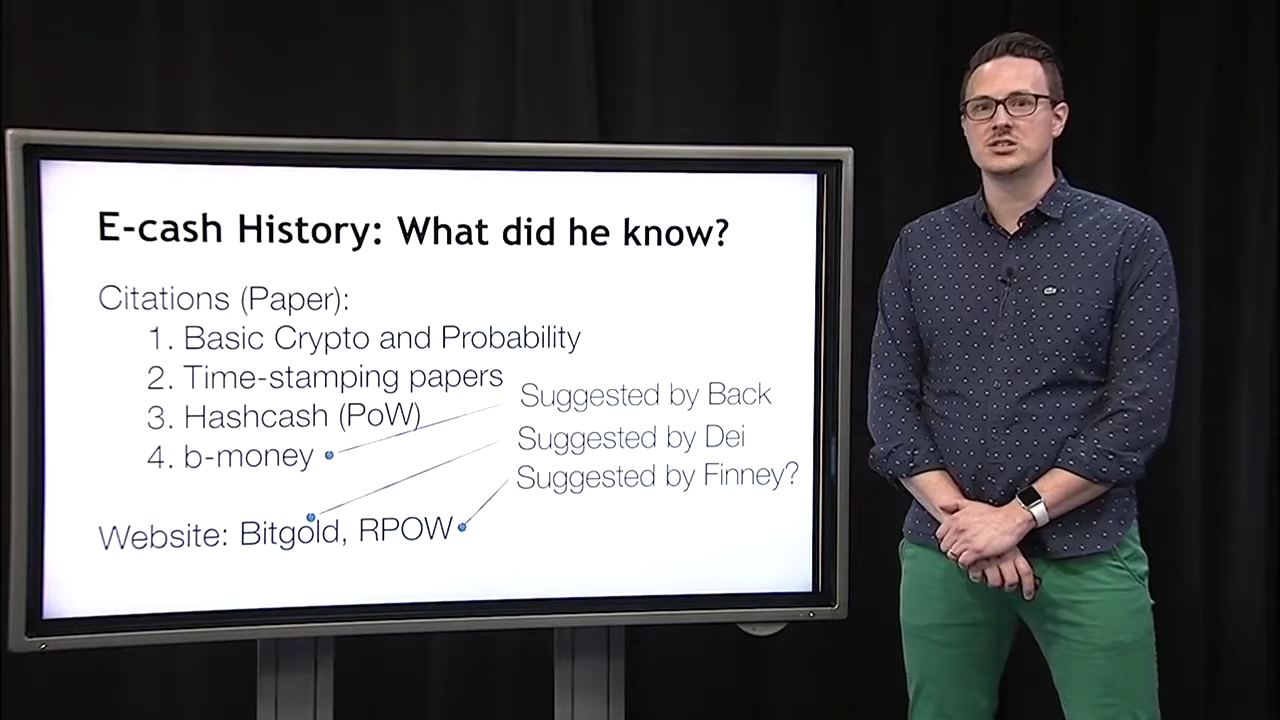 E-cash History: What did he know?
Citations (Paper):
1. Basic Crypto and Probability
2. Time-stamping papers
3. Hashcash (PoW)
4. b-money
Suggested by Back
Suggested by Dei
Suggested by Finney?
Website: Bitgold, RPOW